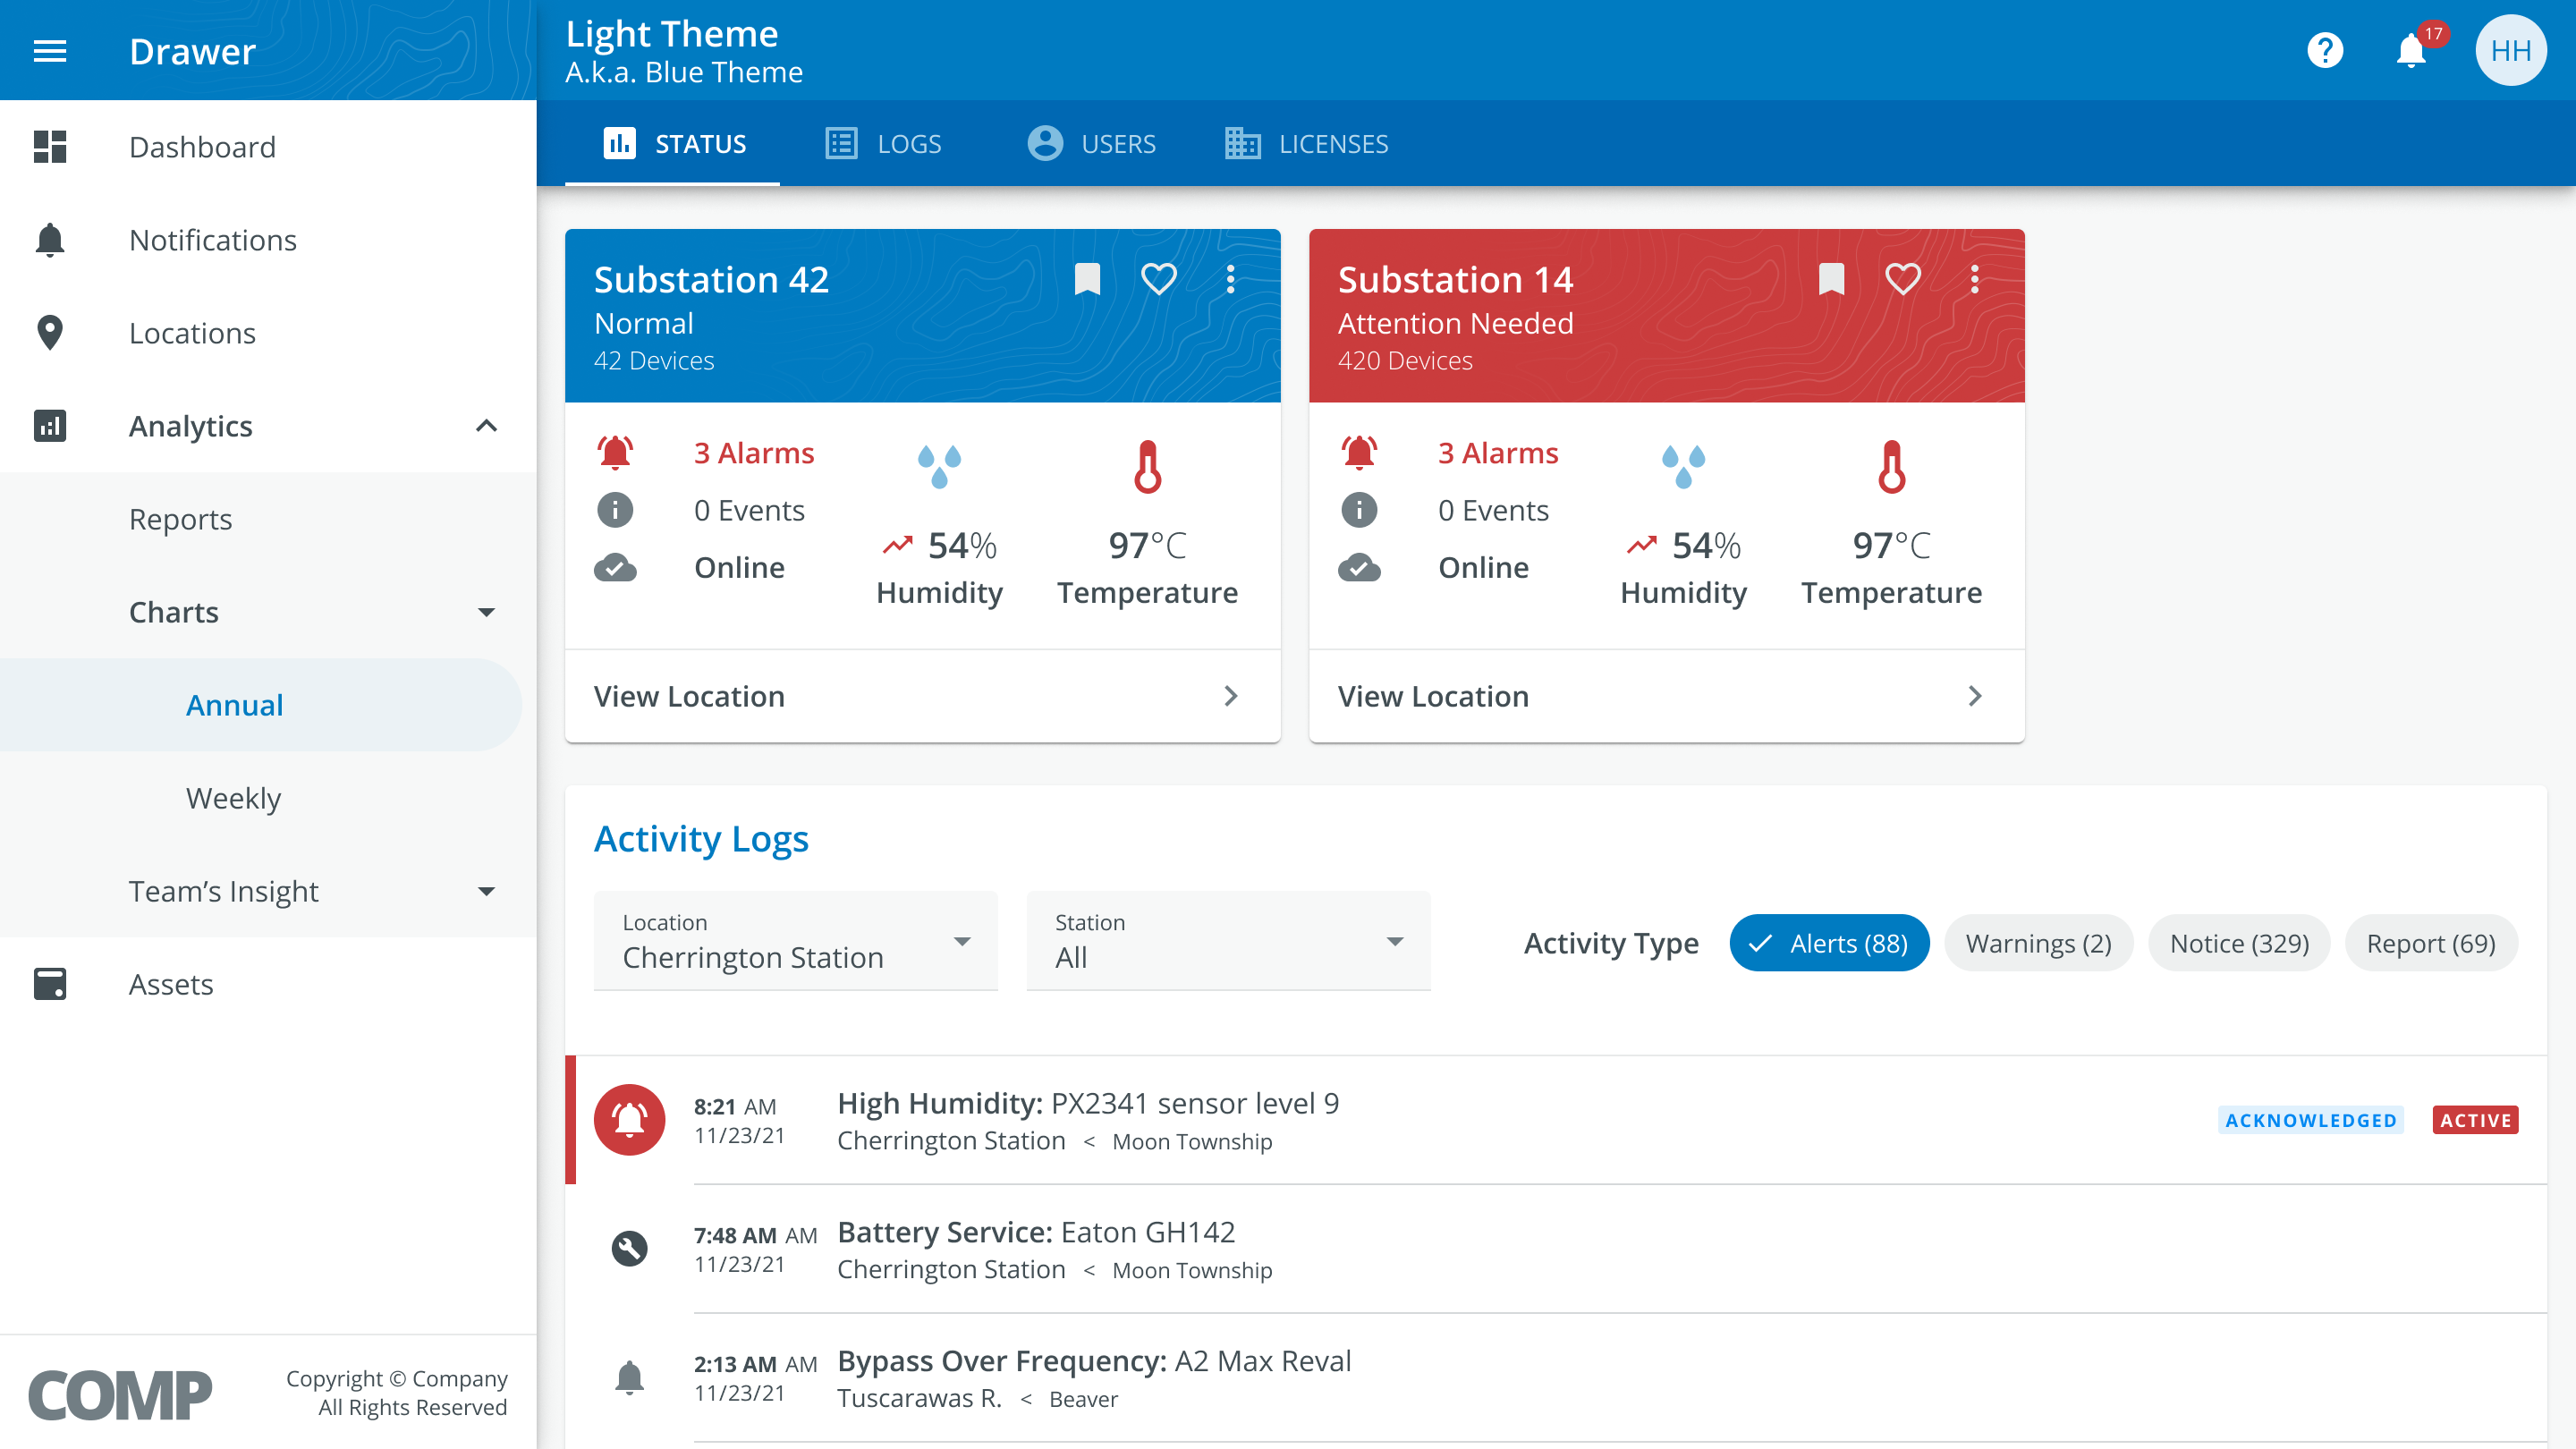 Drawer
Light Theme
A.k.a. Blue Theme
17
HH
STATUS
LOGS
USERS
LICENSES
Dashboard
Notifications
Locations
Analytics
Reports
Charts
Annual
Weekly
Team’s Insight
Assets
COMP
Copyright © Company
All Rights Reserved
Substation 42
Normal
42 Devices
3 Alarms
0 Events
Online
54%
Humidity
97°C
Temperature
View Location
Substation 14
Attention Needed
420 Devices
3 Alarms
0 Events
Online
54%
Humidity
97°C
Temperature
View Location
Activity Logs
Location
Cherrington Station
Station
All
Activity Type
Alerts (88)
Warnings (2)
Notice (329)
Report (69)
8:21 AM
11/23/21
High Humidity: PX2341 sensor level 9
Cherrington Station < Moon Township
ACKNOWLEDGED
ACTIVE
7:48 AM AM
11/23/21
Battery Service: Eaton GH142
Cherrington Station < Moon Township
2:13 AM AM
11/23/21
Bypass Over Frequency: A2 Max Reval
Tuscarawas R. < Beaver